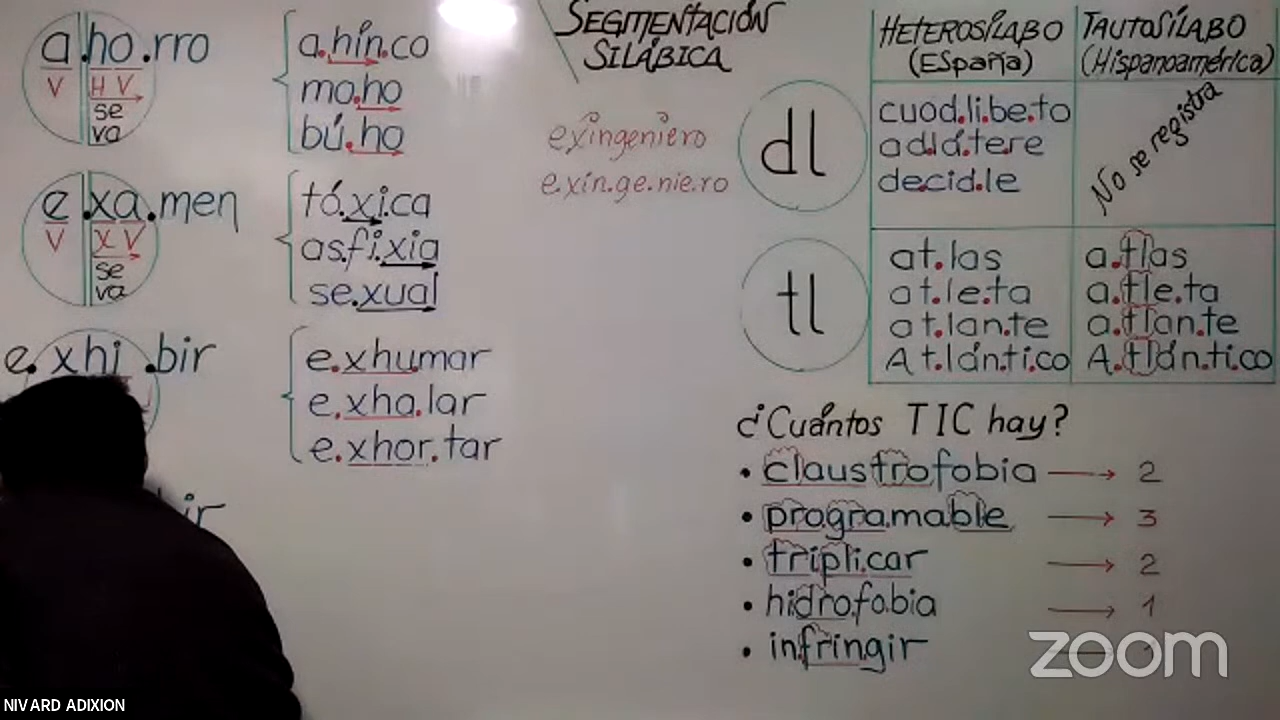 NIVARD
a.ho.rro
V
H V
se
va
a.hin.co
mo.ho
bú.ho
e.xa.men
V
X V
se
va
tó.xi.ca
as.fi.xia
se.xual
e.xhi.bir
e.xhumar
e.xha.lar
e.xhor.tar
ir
SEGMENTACIÓN
SILÁBICA
exingeniero
e.xin.ge.nie.ro
HETEROSÍLABO
(España)
TAUTOSÍLABO
(Hispanoamérica)
dl
cuod.li.be.to
ad.lá.te.re
decid.le
No se registra
tl
at.las
at.le.ta
at.lan.te
At.lán.ti.co
a.tlas
a.tle.ta
a.tlan.te
A.tlán.ti.co
¿Cuántos TIC hay?
• claustrofobia → 2
• programable → 3
• triplicar → 2
• hidrofobia → 1
• infringir
zoom
NIVARD ADIXION